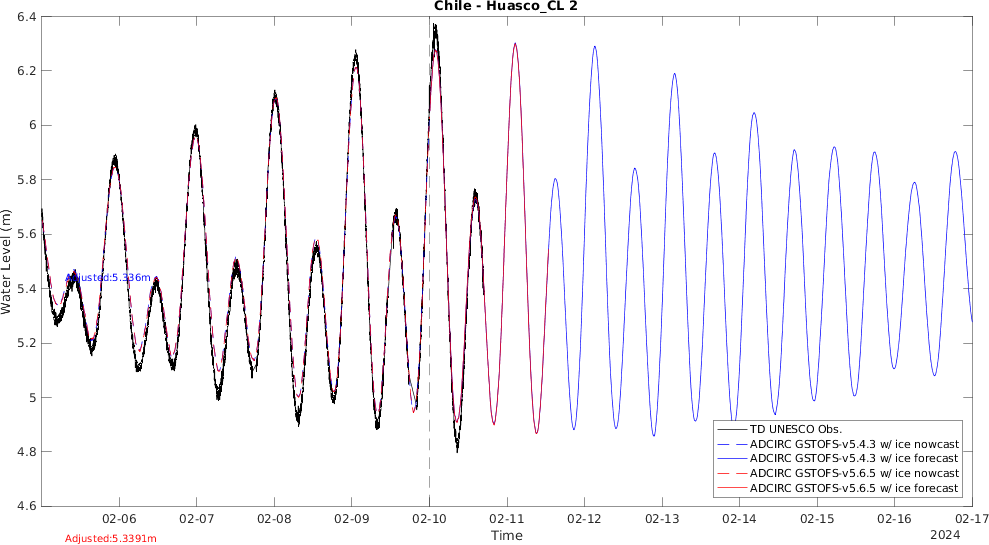 Chile - Huasco_CL 2
6.4
6.2
6
5.8
5.6
5.4
5.2
5
4.8
4.6
Water Level (m)
Adjusted:5.336m
TD UNESCO Obs.
ADCIRC GSTOFS-v5.4.3 w/ ice nowcast
ADCIRC GSTOFS-v5.4.3 w/ ice forecast
ADCIRC GSTOFS-v5.6.5 w/ ice nowcast
ADCIRC GSTOFS-v5.6.5 w/ ice forecast
02-06 02-07 02-08 02-09 02-10 02-11 02-12 02-13 02-14 02-15 02-16 02-17
Time
2024
Adjusted:5.3391m